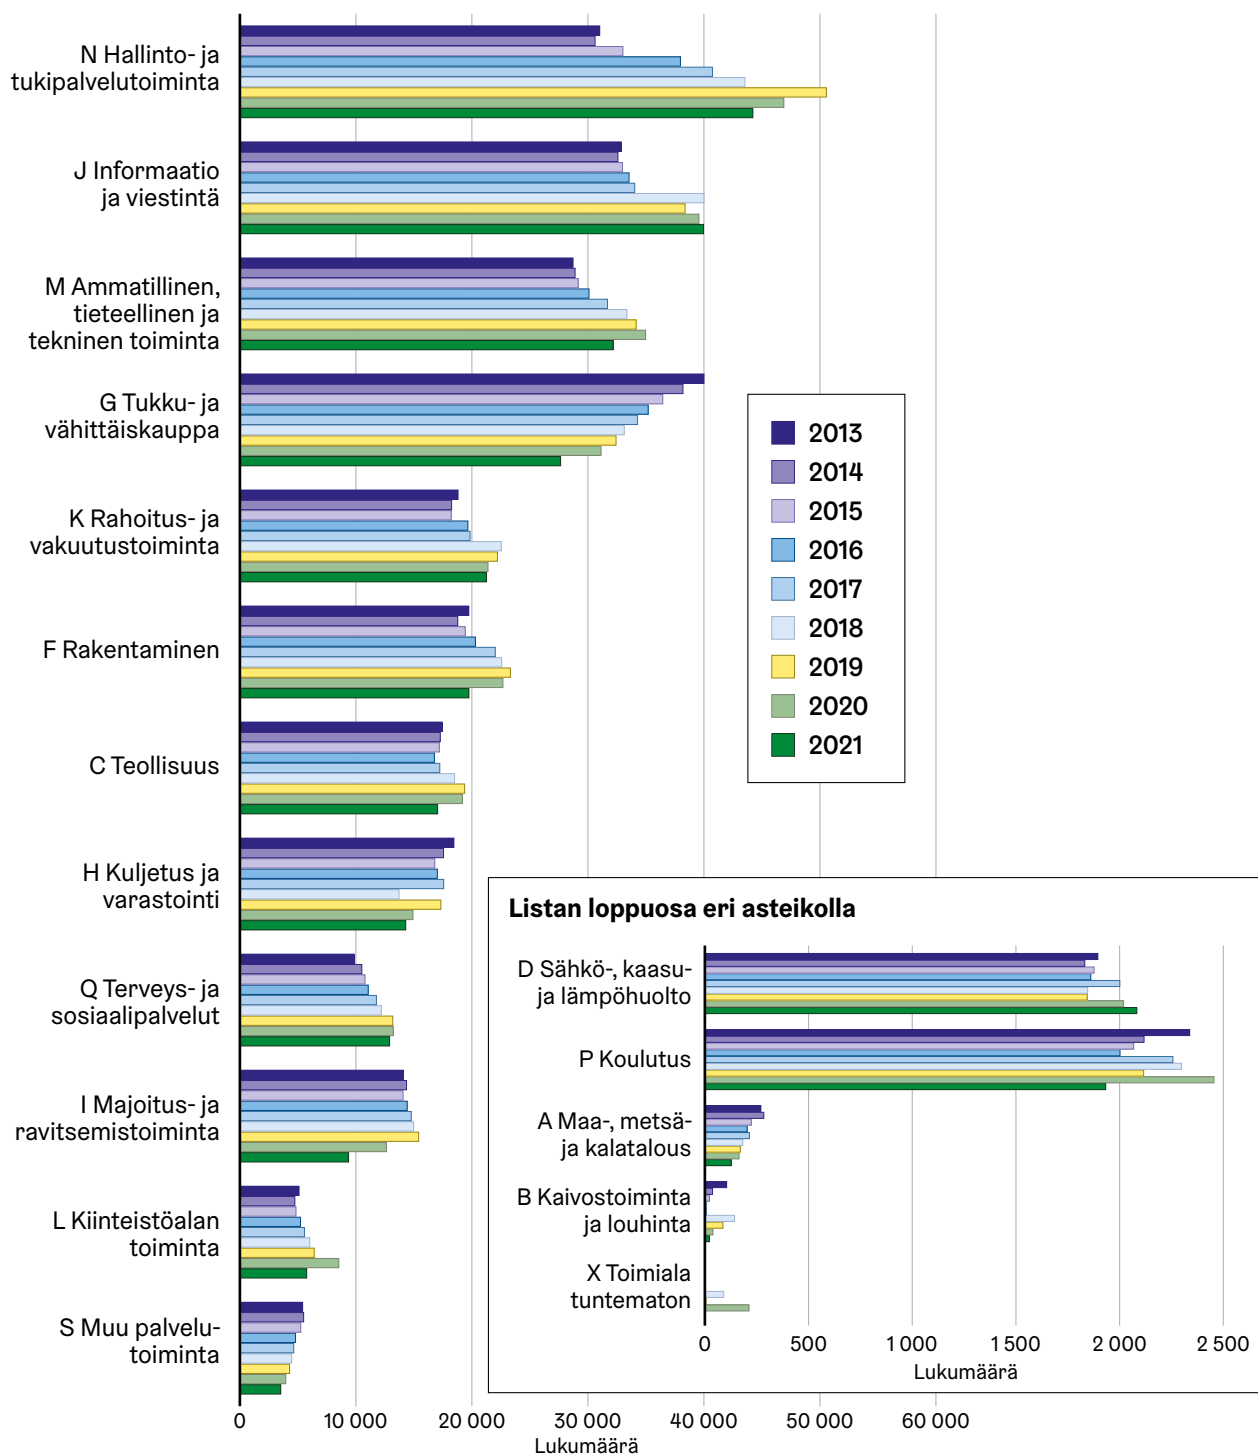 N Hallinto- ja
tukipalvelutoiminta
J Informaatio
ja viestintä
M Ammatillinen,
tieteellinen ja
tekninen toiminta
G Tukku- ja
vähittäiskauppa
K Rahoitus- ja
vakuutustoiminta
F Rakentaminen
C Teollisuus
H Kuljetus ja
varastointi
Q Terveys- ja
sosiaalipalvelut
I Majoitus- ja
ravitsemistoiminta
L Kiinteistöalan
toiminta
S Muu palvelu-
toiminta
0 10 000 20 000 30 000 40 000 50 000 60 000
Lukumäärä
2013
2014
2015
2016
2017
2018
2019
2020
2021
Listan loppuosa eri asteikolla
D Sähkö-, kaasu-
ja lämpöhuolto
P Koulutus
A Maa-, metsä-
ja kalatalous
B Kaivostoiminta
ja louhinta
X Toimiala
tuntematon
0 500 1 000 1 500 2 000 2 500
Lukumäärä